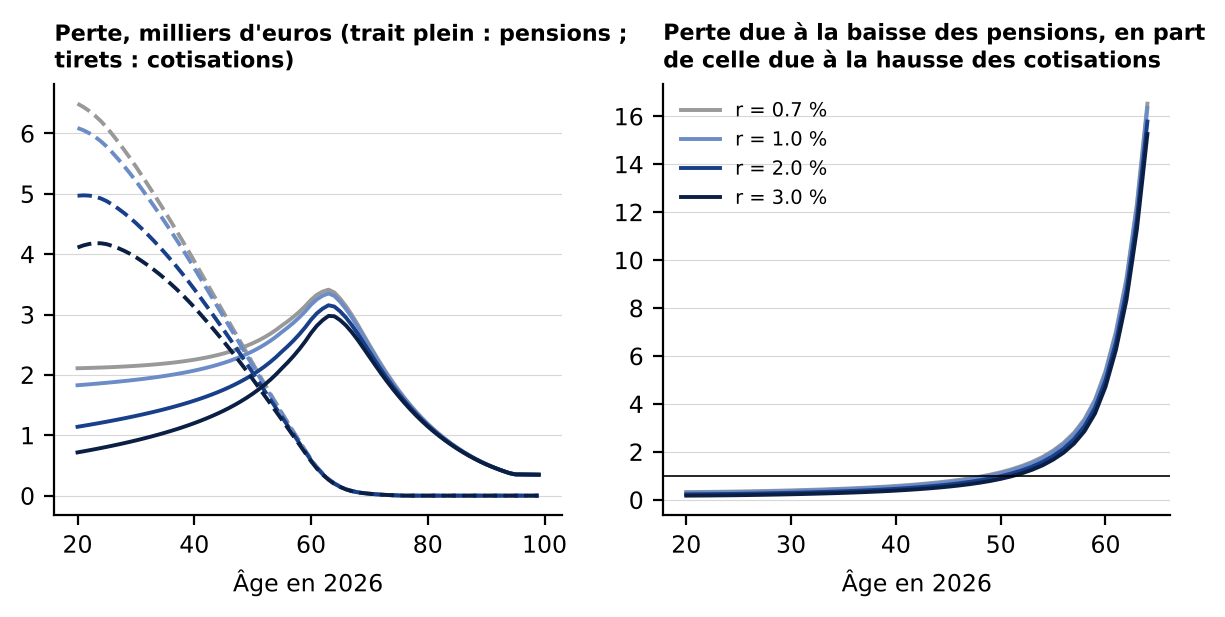 Perte, milliers d'euros (trait plein : pensions ;
tirets : cotisations)
6
5
4
3
2
1
0
20 40 60 80 100
Âge en 2026
Perte due à la baisse des pensions, en part
de celle due à la hausse des cotisations
16
14
12
10
8
6
4
2
0
r = 0.7 %
r = 1.0 %
r = 2.0 %
r = 3.0 %
20 30 40 50 60
Âge en 2026